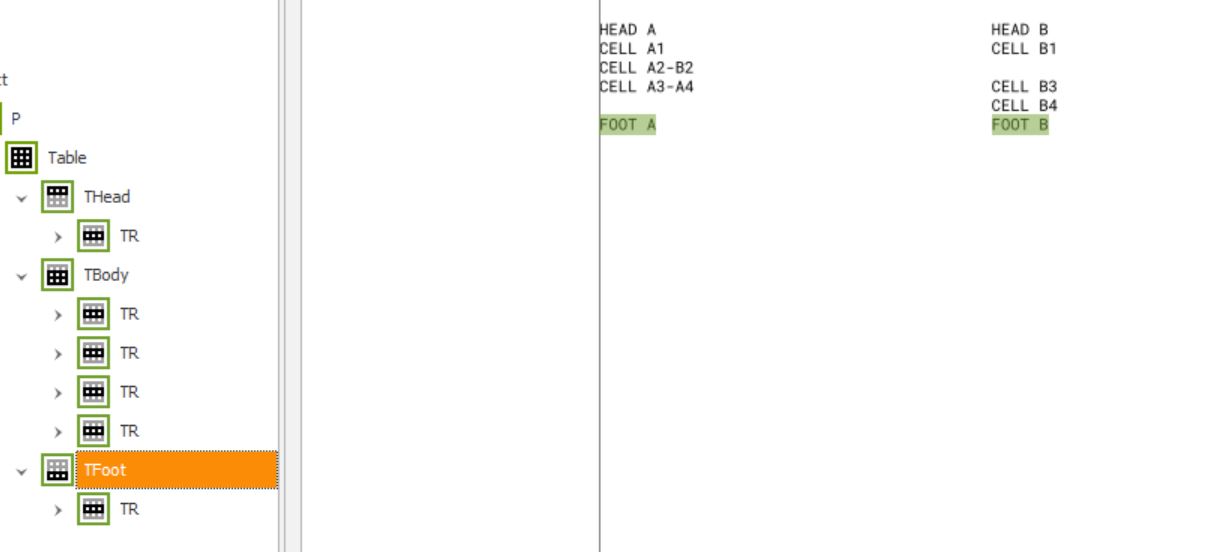 ct
P
Table
THead
TR
TBody
TR
TR
TR
TR
TFoot
TR
HEAD A HEAD B
CELL A1 CELL B1
CELL A2-B2
CELL A3-A4 CELL B3
CELL B4
FOOT A FOOT B